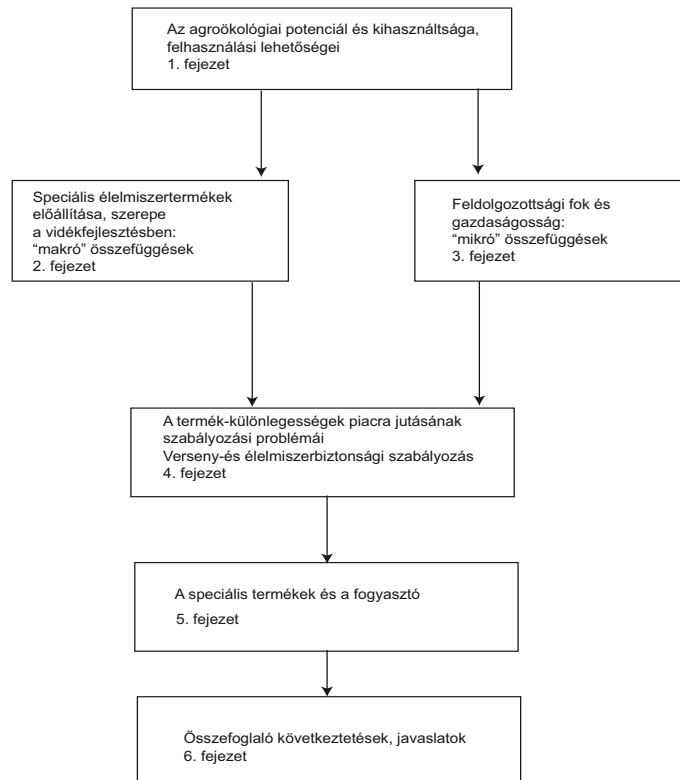 Az agroökológiai potenciál és kihasználtsága,
felhasználási lehetőségei
1. fejezet
Speciális élelmiszertermékek
előállítása, szerepe
a vidékfejlesztésben:
“makró” összefüggések
2. fejezet
Feldolgozottsági fok és
gazdaságosság:
“mikró” összefüggések
3. fejezet
A termék-különlegességek piacra jutásának
szabályozási problémái
Verseny-és élelmiszerbiztonsági szabályozás
4. fejezet
A speciális termékek és a fogyasztó
5. fejezet
Összefoglaló következtetések, javaslatok
6. fejezet